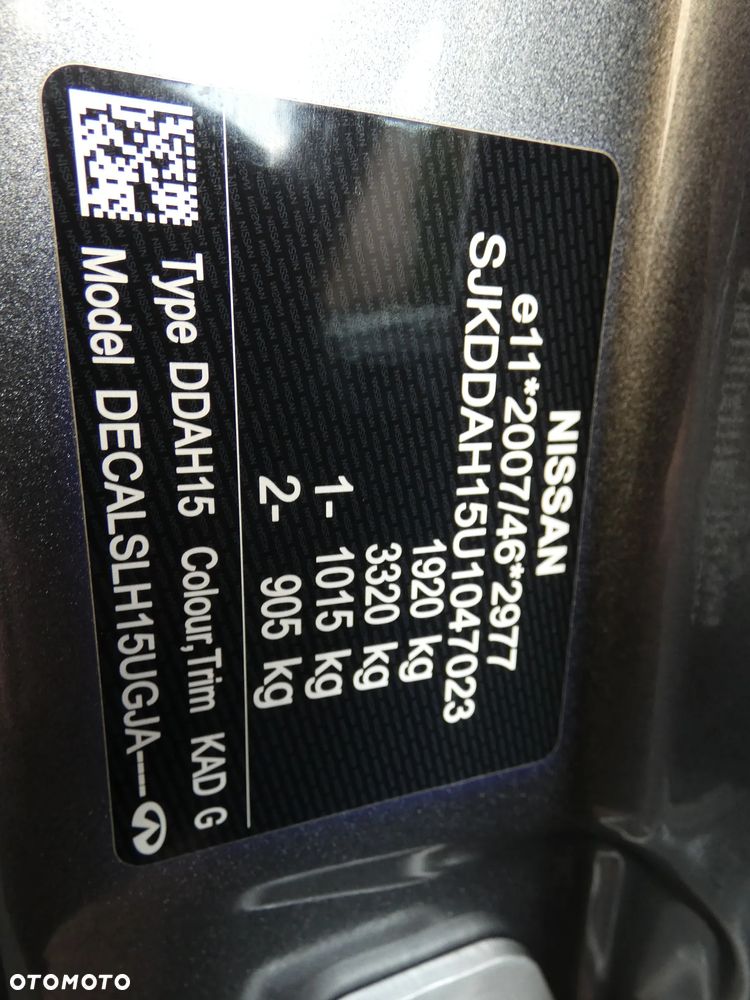 NISSAN
e11*2007/46*2977
SJKDDAH15U1047023
1920 kg
3320 kg
1- 1015 kg
2- 905 kg
Type DDAH15 Colour,Trim KAD G
Model DECALSLH15UGJA----
OTOMOTO